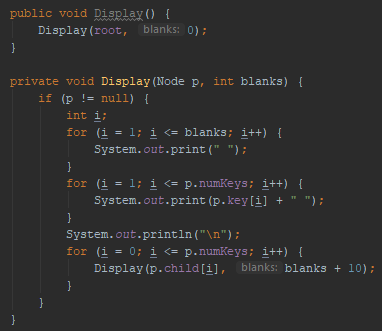 public void Display() {
    Display(root, blanks: 0);
}

private void Display(Node p, int blanks) {
    if (p != null) {
        int i;
        for (i = 1; i <= blanks; i++) {
            System.out.print(" ");
        }
        for (i = 1; i <= p.numKeys; i++) {
            System.out.print(p.key[i] + " ");
        }
        System.out.println("\n");
        for (i = 0; i <= p.numKeys; i++) {
            Display(p.child[i], blanks: blanks + 10);
        }
    }
}